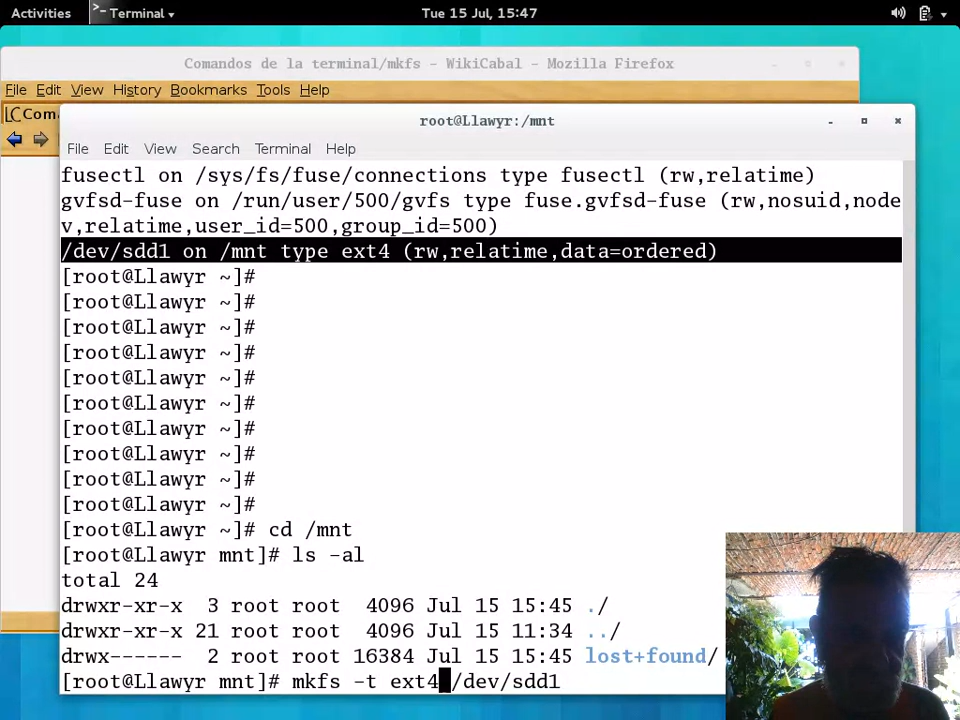 Activities Terminal Tue 15 Jul, 15:47
Comandos de la terminal/mkfs - WikiCabal - Mozilla Firefox
File Edit View History Bookmarks Tools Help
Com
root@Llawyr:/mnt
File Edit View Search Terminal Help
fusectl on /sys/fs/fuse/connections type fusectl (rw,relatime)
gvfsd-fuse on /run/user/500/gvfs type fuse.gvfsd-fuse (rw,nosuid,node
v,relatime,user_id=500,group_id=500)
/dev/sdd1 on /mnt type ext4 (rw,relatime,data=ordered)
[root@Llawyr ~]#
[root@Llawyr ~]#
[root@Llawyr ~]#
[root@Llawyr ~]#
[root@Llawyr ~]#
[root@Llawyr ~]#
[root@Llawyr ~]#
[root@Llawyr ~]#
[root@Llawyr ~]#
[root@Llawyr ~]#
[root@Llawyr ~]# cd /mnt
[root@Llawyr mnt]# ls -al
total 24
drwxr-xr-x 3 root root 4096 Jul 15 15:45 ./
drwxr-xr-x 21 root root 4096 Jul 15 11:34 ../
drwx------ 2 root root 16384 Jul 15 15:45 lost+found/
[root@Llawyr mnt]# mkfs -t ext4 /dev/sdd1